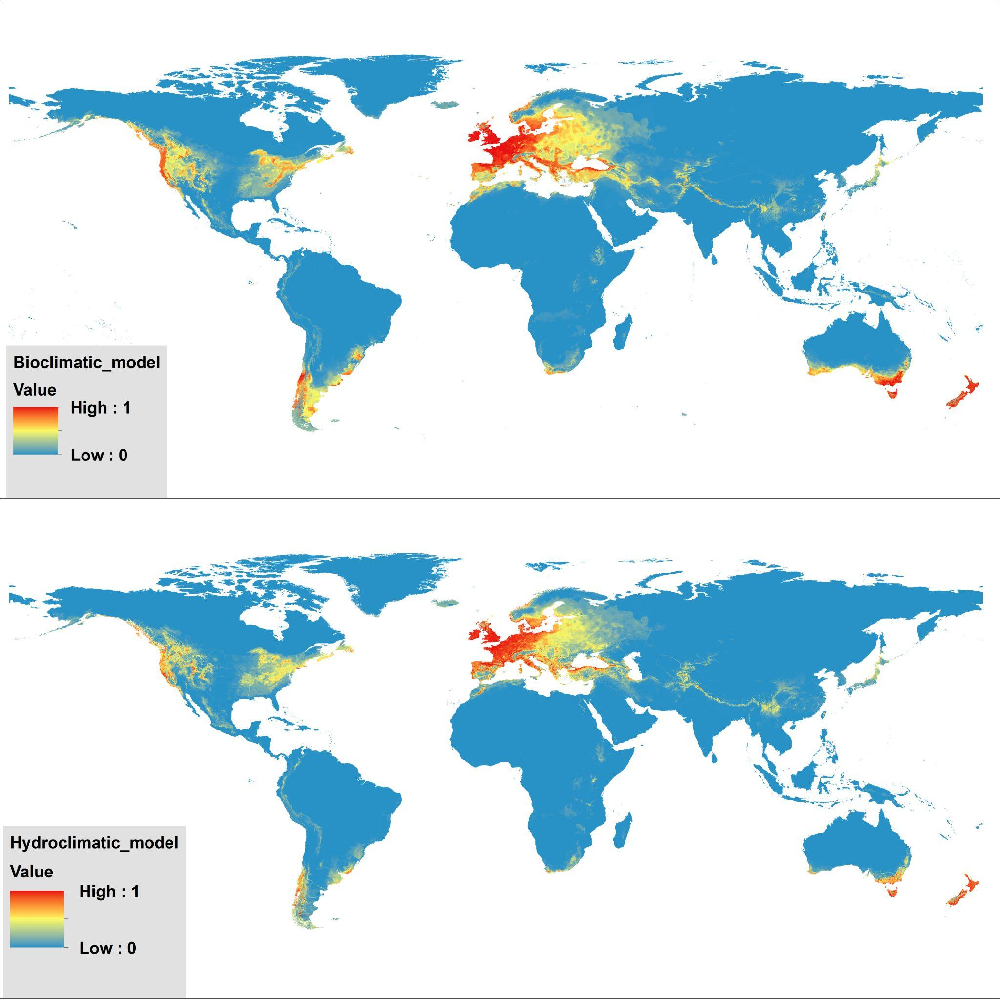 Bioclimatic_model
Value
High : 1
Low : 0
Hydroclimatic_model
Value
High : 1
Low : 0